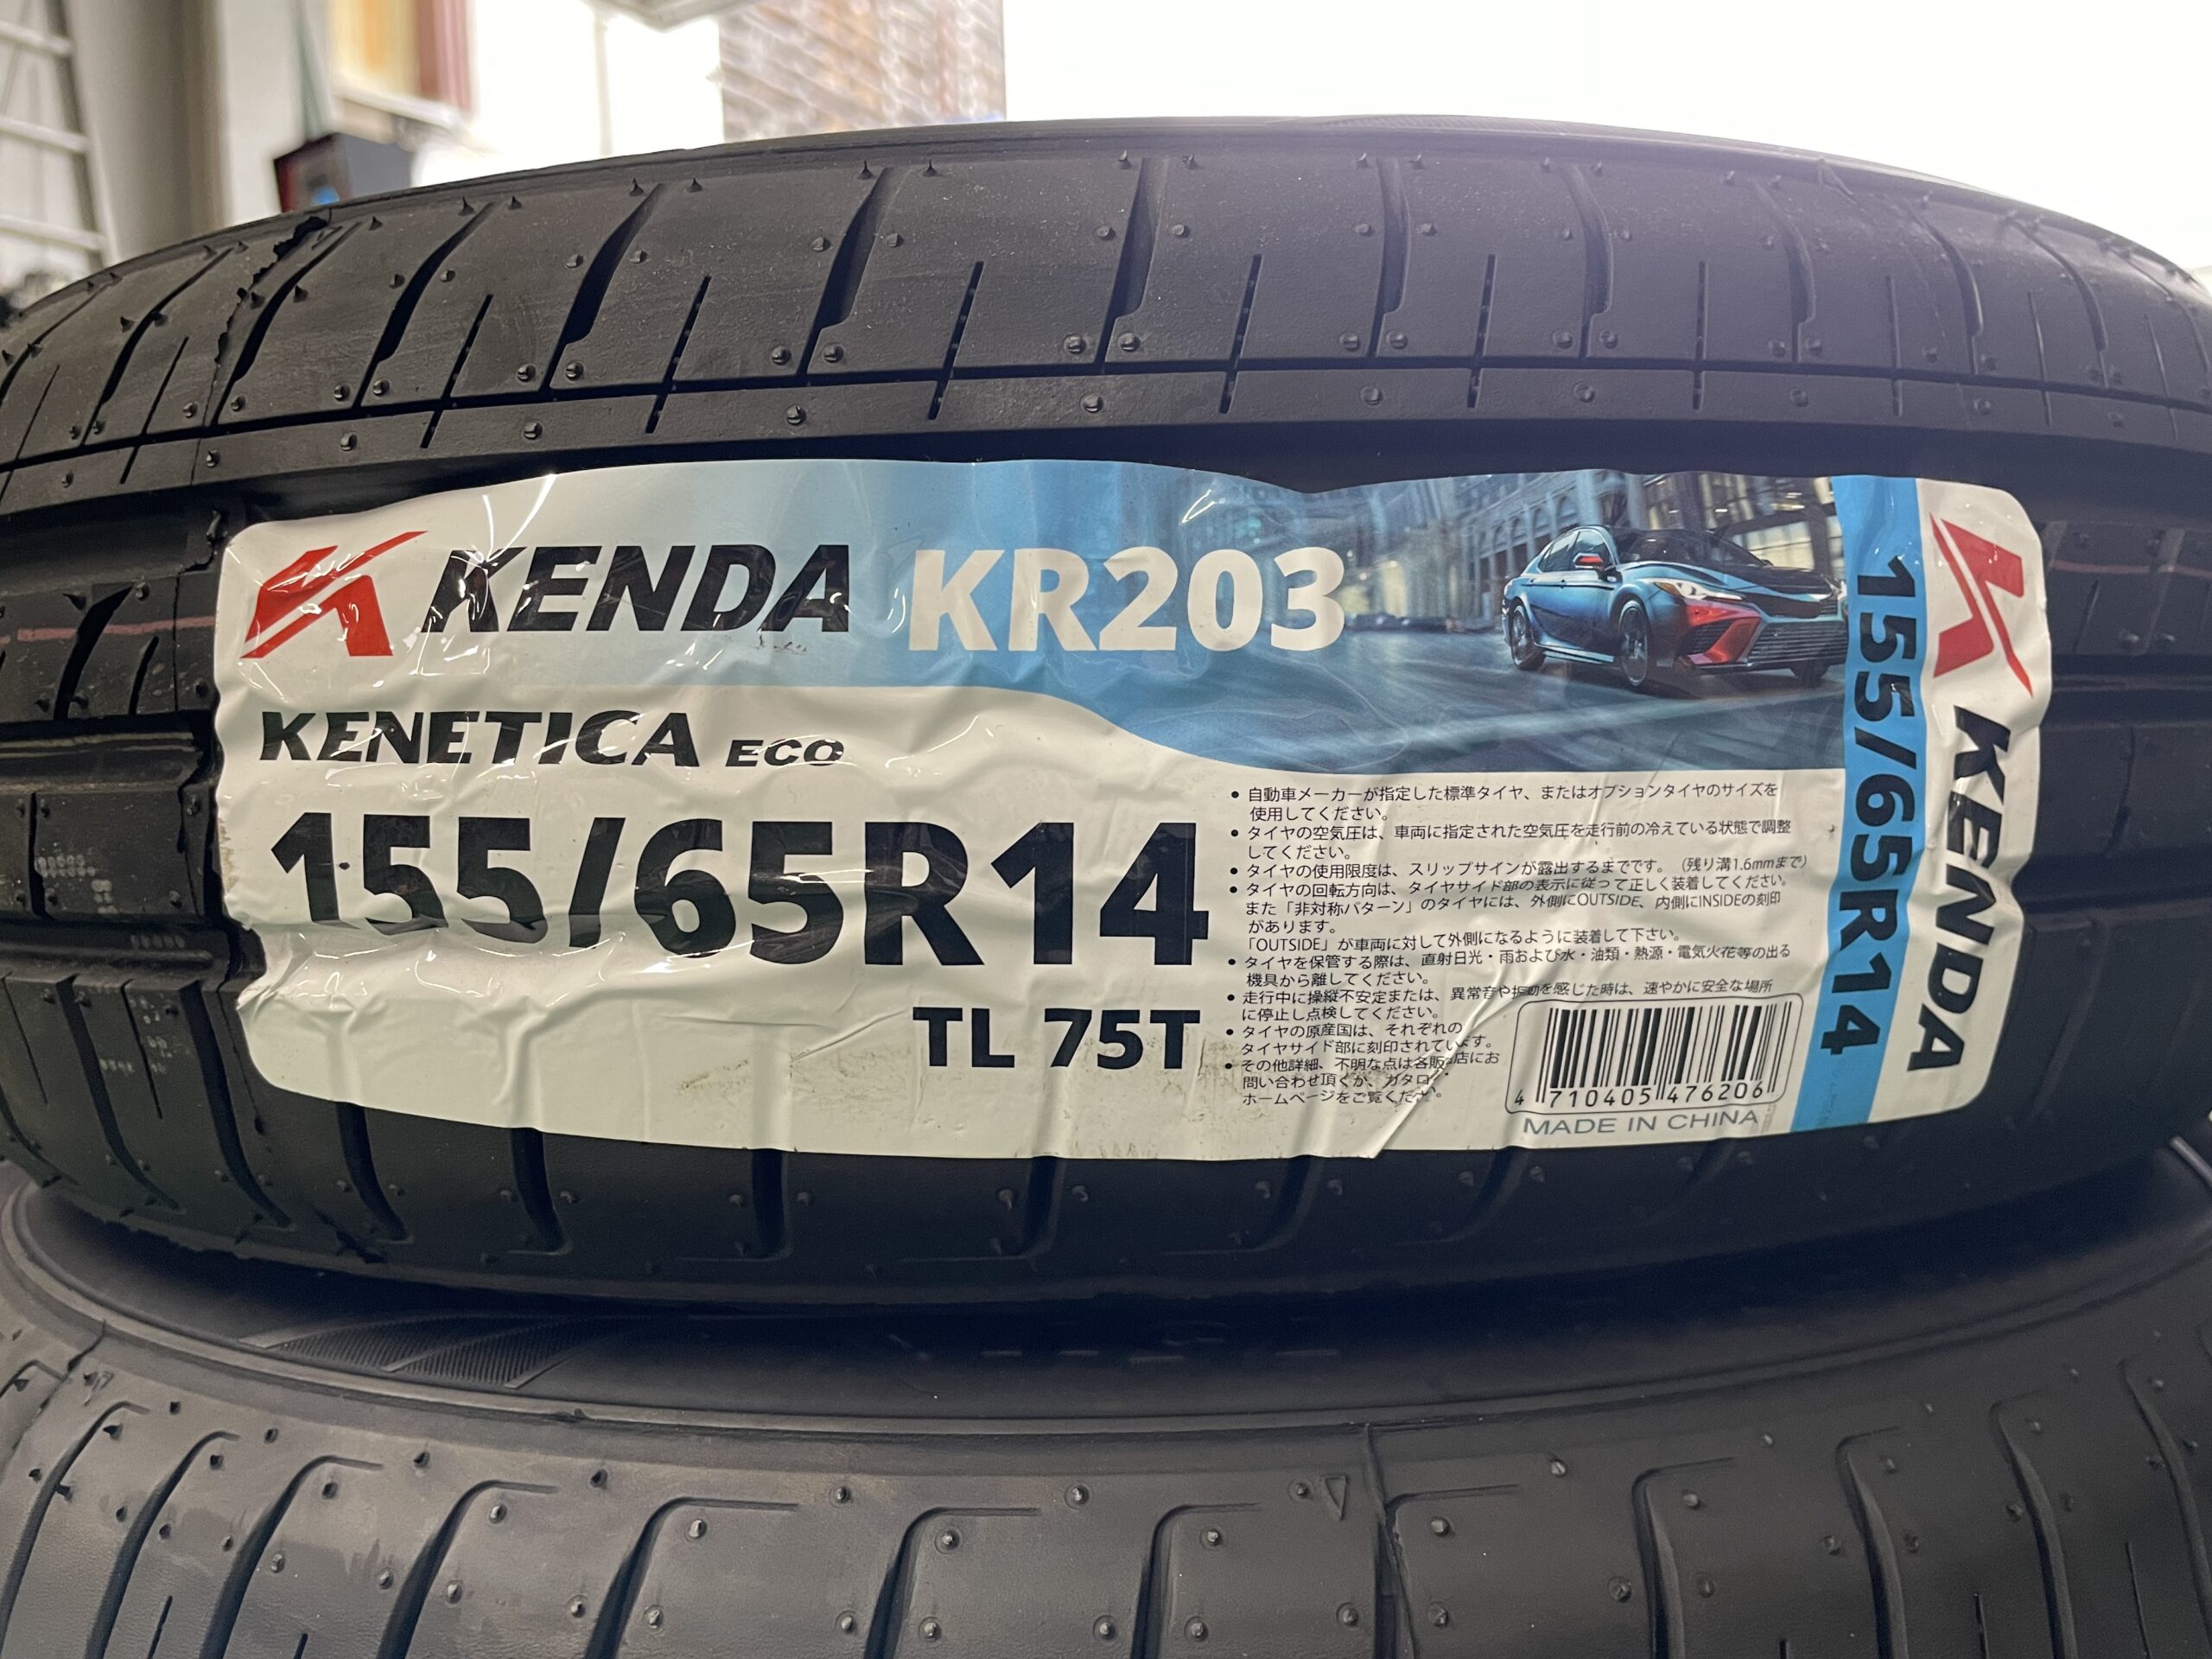 KENDA KR203
KENETICA ECO
155/65R14
TL 75T
• 自動車メーカーが指定した標準タイヤ、またはオプションタイヤのサイズを
使用してください。
• タイヤの空気圧は、車両に指定された空気圧を走行前の冷えている状態で調整
してください。
• タイヤの使用限度は、スリップサインが露出するまでです。（残り溝1.6mmまで）
• タイヤの回転方向は、タイヤサイド部の表示に従って正しく装着してください。
また「非対称パターン」のタイヤには、外側にOUTSIDE、内側にINSIDEの刻印
があります。
「OUTSIDE」が車両に対して外側になるように装着して下さい。
• タイヤを保管する際は、直射日光・雨および水・油類・熱源・電気火花等の出る
機具から離してください。
• 走行中に操縦不安定または、異常音や振動を感じた時は、速やかに安全な場所
に停止し点検してください。
• タイヤの原産国は、それぞれの
タイヤサイド部に刻印されています。
• その他詳細、不明な点は各販売店にお
問い合わせ頂くか、カタログ・
ホームページをご覧ください。
4 710405 476206
MADE IN CHINA
155/65R14
KENDA